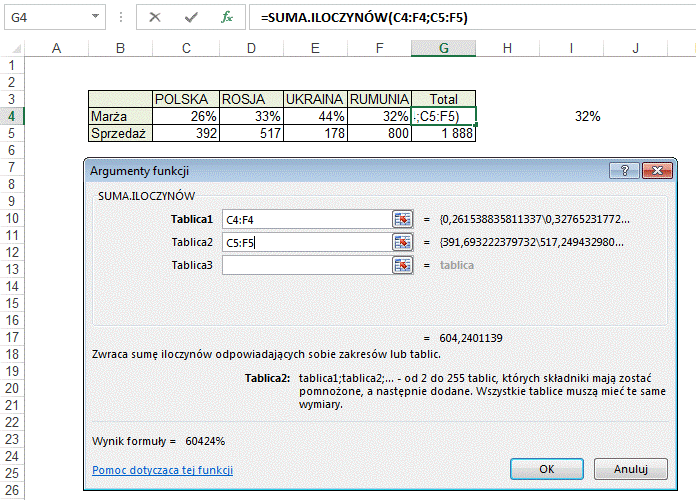 G4 fx =SUMA.ILOCZYNÓW(C4:F4;C5:F5)
A B C D E F G H I J
1
2
3 POLSKA ROSJA UKRAINA RUMUNIA Total
4 Marża 26% 33% 44% 32% ;C5:F5) 32%
5 Sprzedaż 392 517 178 800 1 888
6
7
Argumenty funkcji
8
SUMA.ILOCZYNÓW
9
10 Tablica1 C4:F4 = {0,261538835811337\0,32765231772...
11 Tablica2 C5:F5 = {391,693222379732\517,249432980...
12
13 Tablica3 = tablica
14
15
16
17 = 604,2401139
18 Zwraca sumę iloczynów odpowiadających sobie zakresów lub tablic.
19
20 Tablica2: tablica1;tablica2;... - od 2 do 255 tablic, których składniki mają zostać
pomnożone, a następnie dodane. Wszystkie tablice muszą mieć te same
21 wymiary.
22
23 Wynik formuły = 60424%
24
25 Pomoc dotycząca tej funkcji OK Anuluj
26